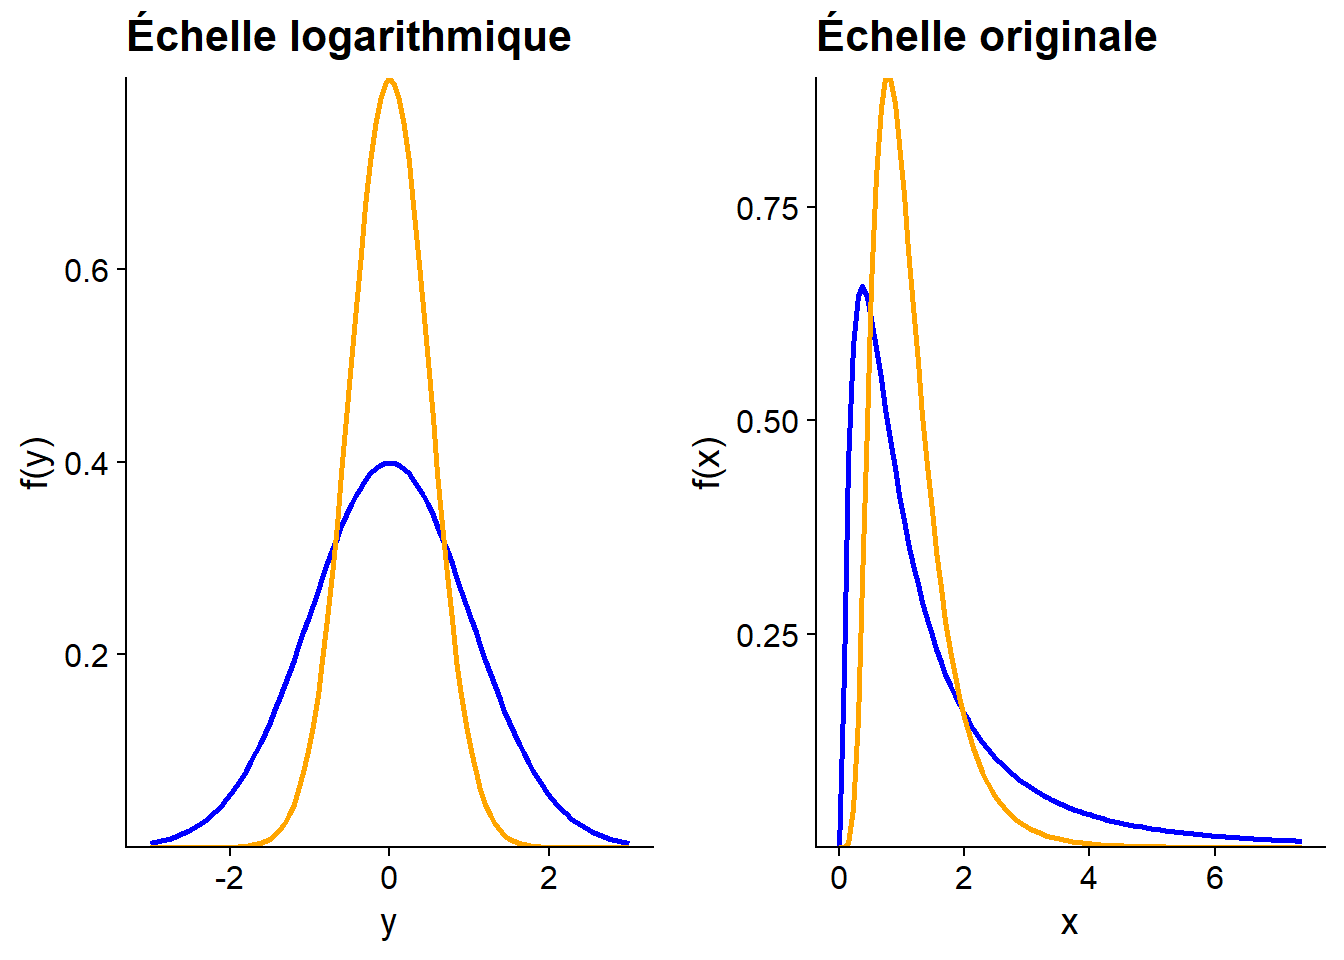 Échelle logarithmique
f(y)
0.6
0.4
0.2
-2 0 2
y
Échelle originale
f(x)
0.75
0.50
0.25
0 2 4 6
x